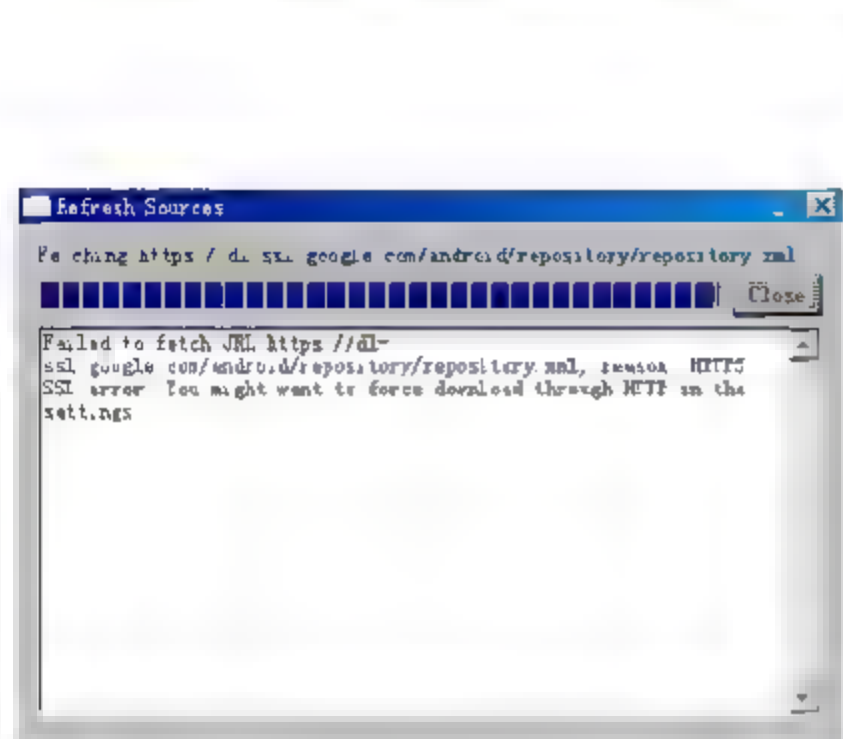 Refresh Sources
Fetching https://dl-ssl.google.com/android/repository/repository.xml
Close
Failed to fetch URL https://dl-
ssl.google.com/android/repository/repository.xml, reason: HTTPS
SSL error. You might want to force download through HTTP in the
settings